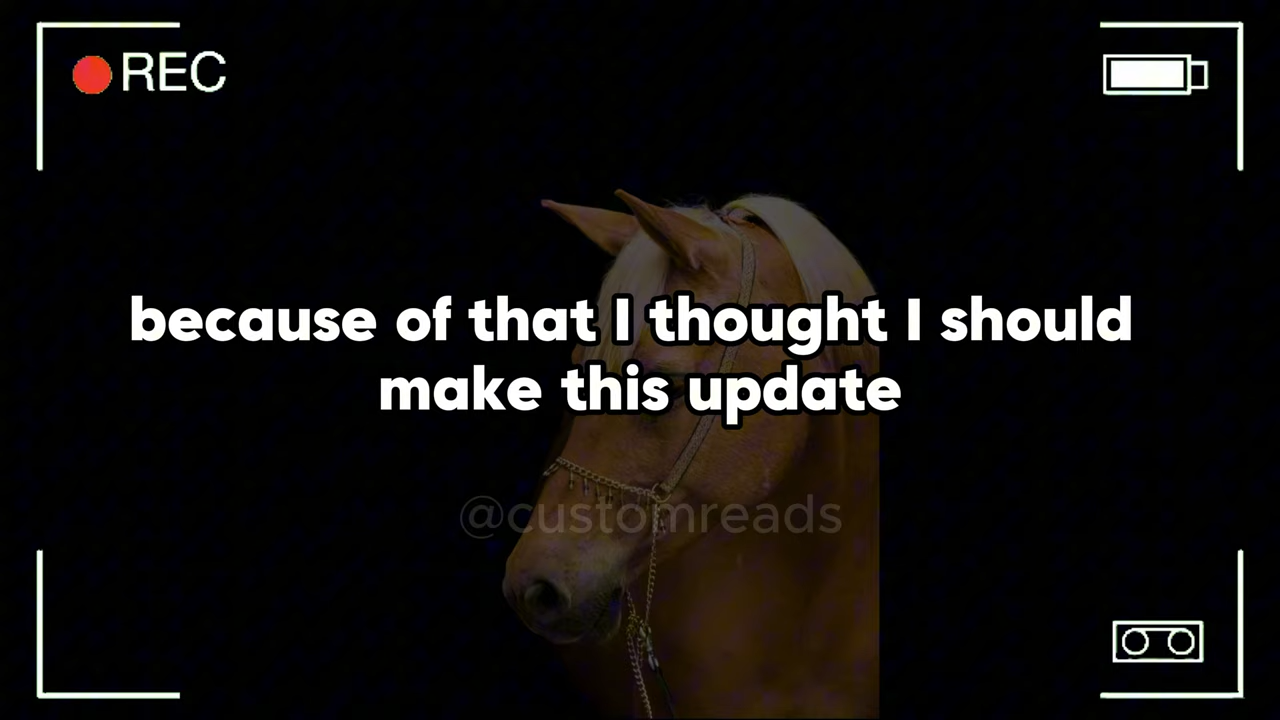 REC
because of that I thought I should
make this update
@customreads